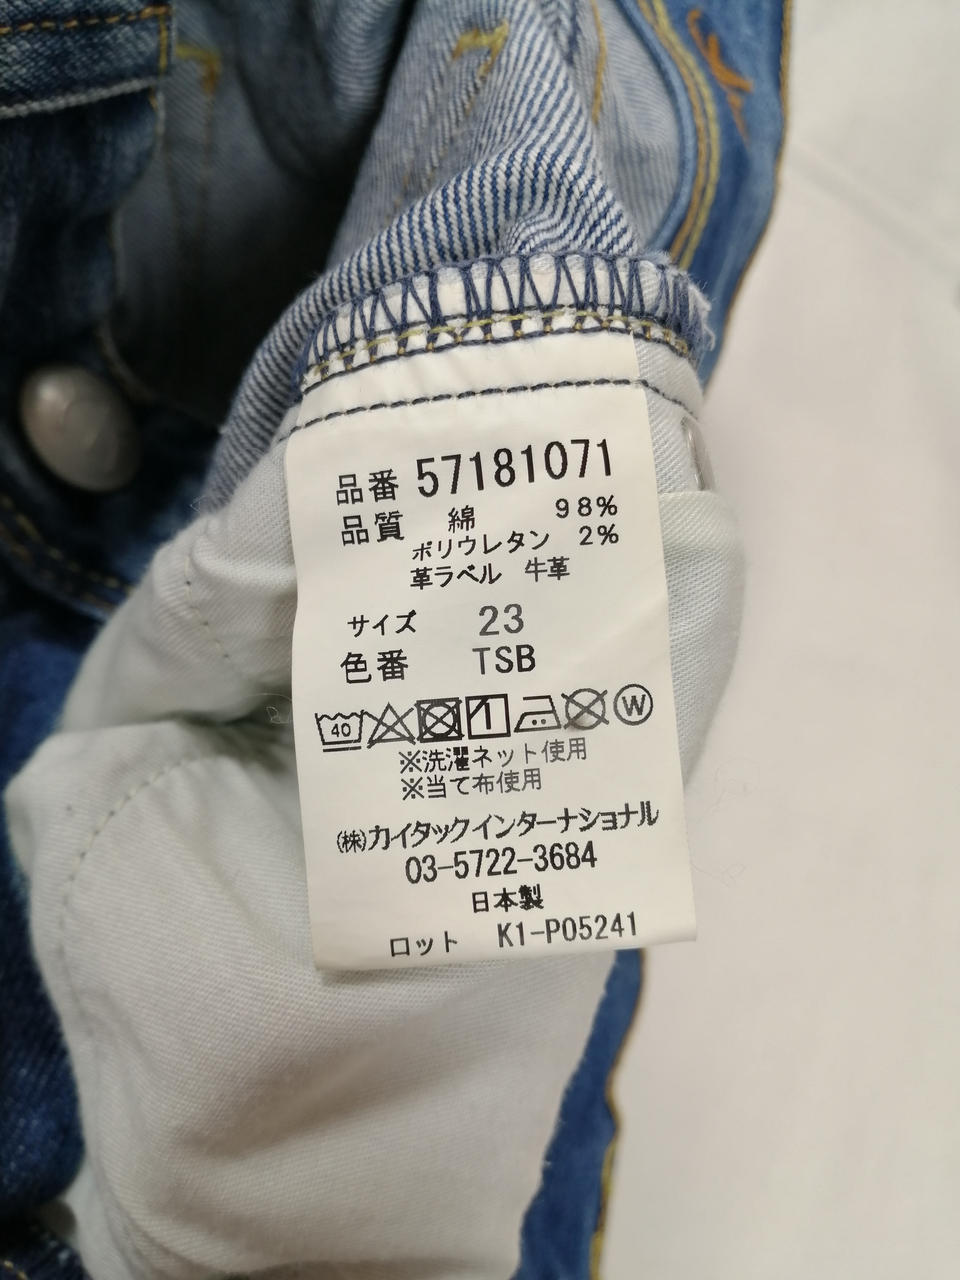 品番 57181071
品質 綿 98%
ポリウレタン 2%
革ラベル 牛革
サイズ 23
色番 TSB
40 W
※洗濯ネット使用
※当て布使用
(株)カイタックインターナショナル
03-5722-3684
日本製
ロット K1-P05241